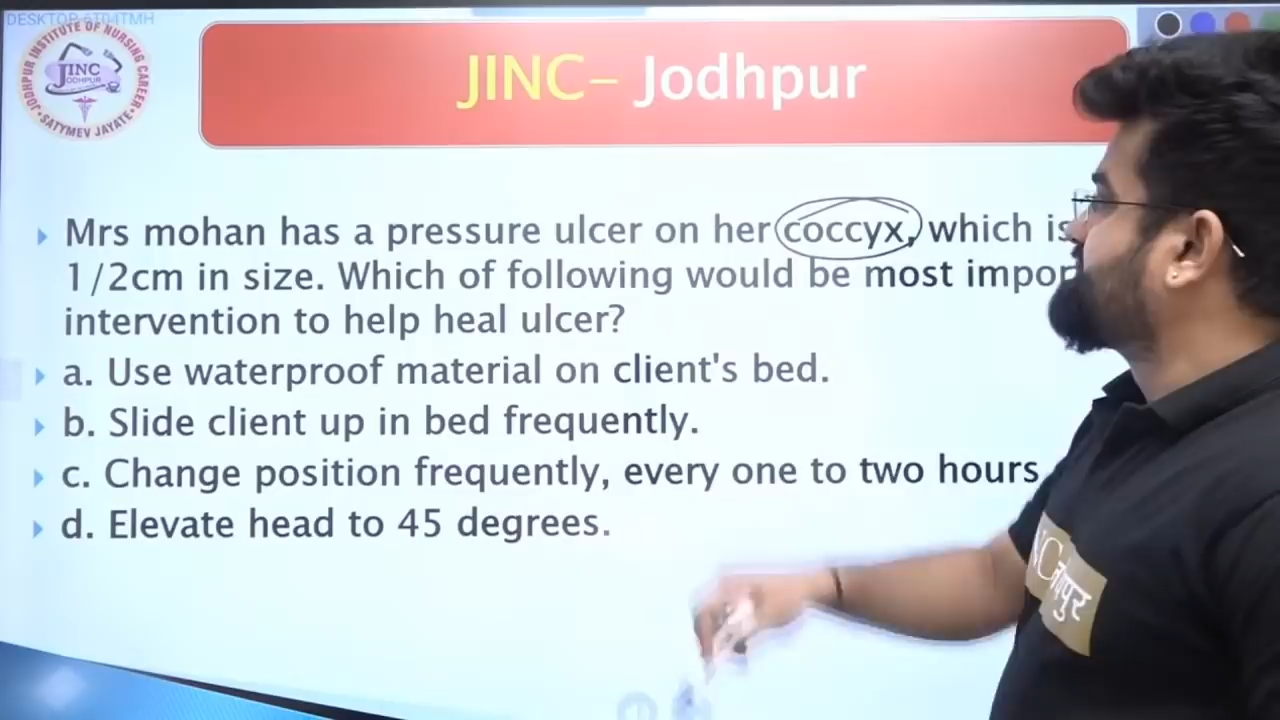 DESKTOP-6T04TMH
JODHPUR INSTITUTE OF NURSING CAREER
JINC
JODHPUR
SATYMEV JAYATE
JINC- Jodhpur
Mrs mohan has a pressure ulcer on her coccyx, which is
1/2cm in size. Which of following would be most impor
intervention to help heal ulcer?
a. Use waterproof material on client's bed.
b. Slide client up in bed frequently.
c. Change position frequently, every one to two hours
d. Elevate head to 45 degrees.